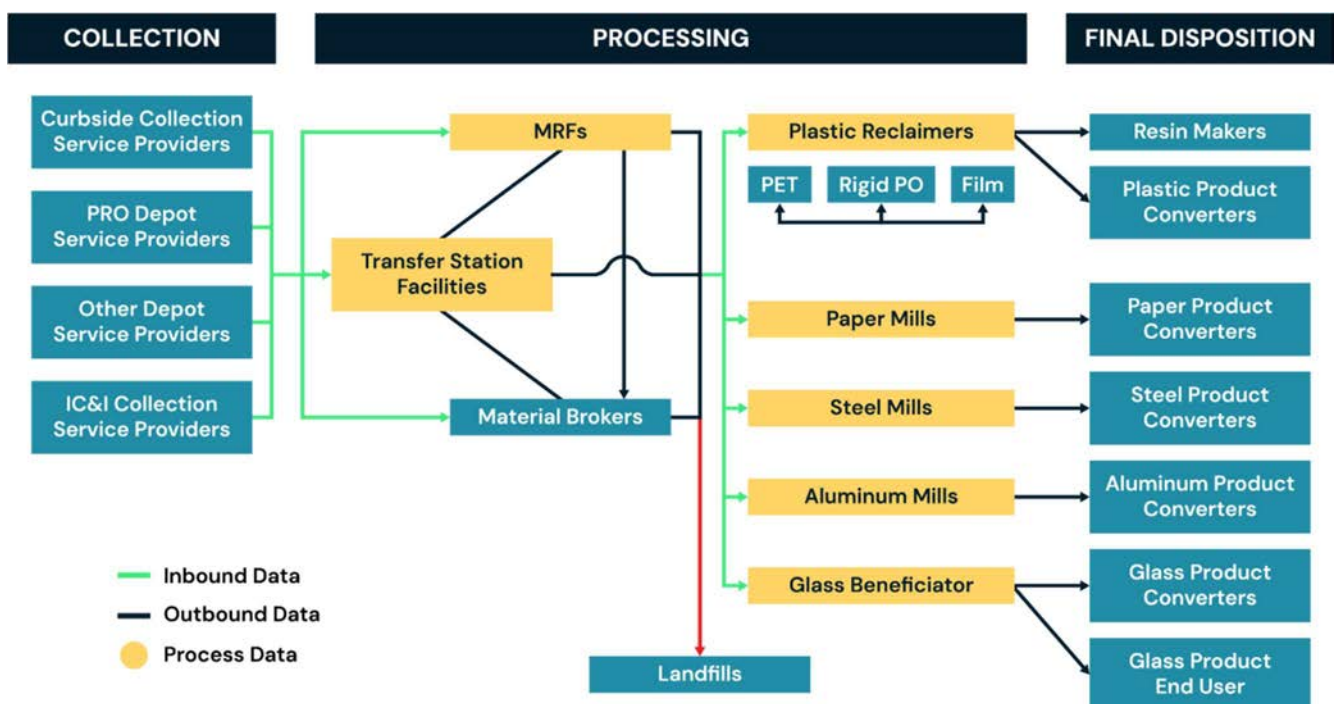 COLLECTION
PROCESSING
FINAL DISPOSITION
Curbside Collection
Service Providers
PRO Depot
Service Providers
Other Depot
Service Providers
IC&I Collection
Service Providers
MRFs
Transfer Station
Facilities
Material Brokers
Landfills
Plastic Reclaimers
PET
Rigid PO
Film
Paper Mills
Steel Mills
Aluminum Mills
Glass Beneficiator
Resin Makers
Plastic Product
Converters
Paper Product
Converters
Steel Product
Converters
Aluminum Product
Converters
Glass Product
Converters
Glass Product
End User
Inbound Data
Outbound Data
Process Data